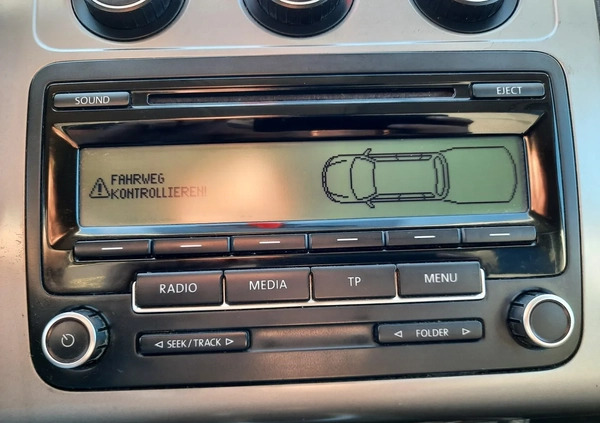 SOUND
EJECT
FAHRWEG
KONTROLLIEREN!
RADIO
MEDIA
TP
MENU
SEEK/TRACK
FOLDER